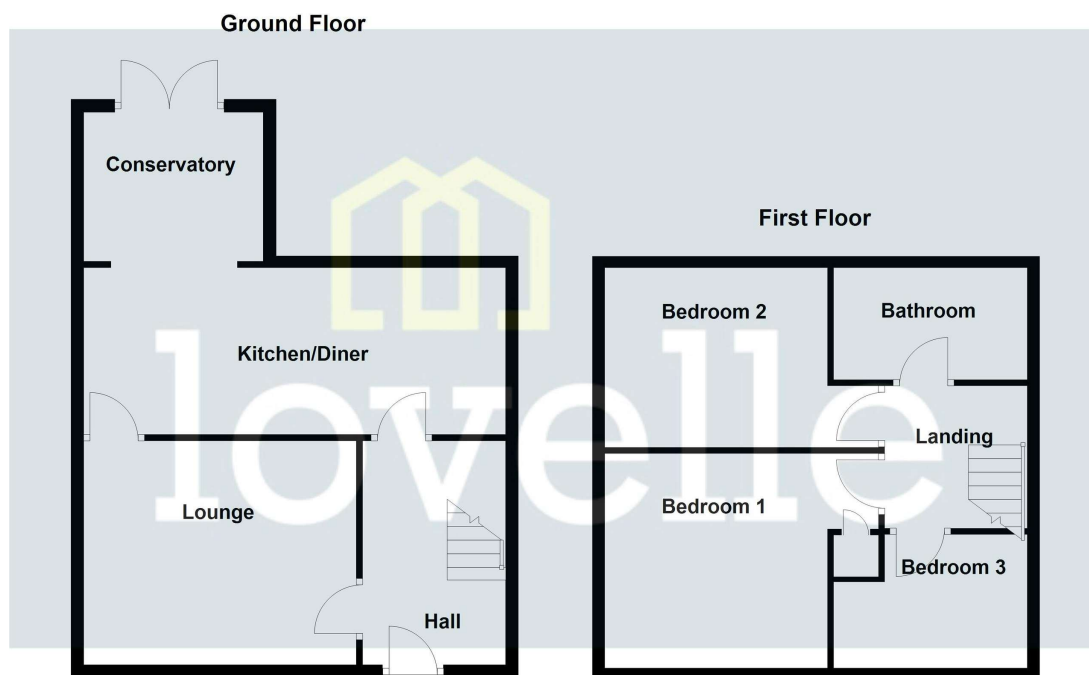 Ground Floor
Conservatory
Kitchen/Diner
Lounge
Hall
First Floor
Bedroom 2
Bathroom
Landing
Bedroom 1
Bedroom 3
lovelle